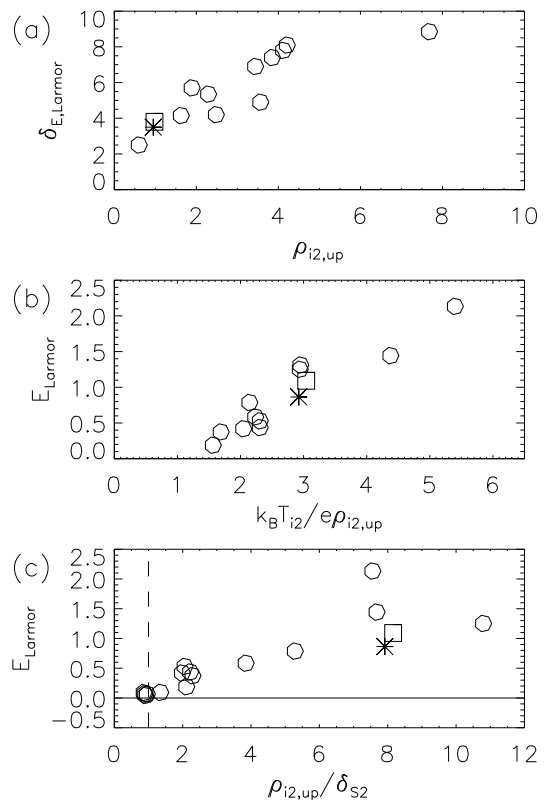 (a)
10
8
6
4
2
0
δE,Larmor
0 2 4 6 8 10
ρi2,up
(b)
2.5
2.0
1.5
1.0
0.5
0.0
ELarmor
0 1 2 3 4 5 6
kBTi2/eρi2,up
(c)
2.5
2.0
1.5
1.0
0.5
0.0
−0.5
ELarmor
0 2 4 6 8 10 12
ρi2,up/δS2